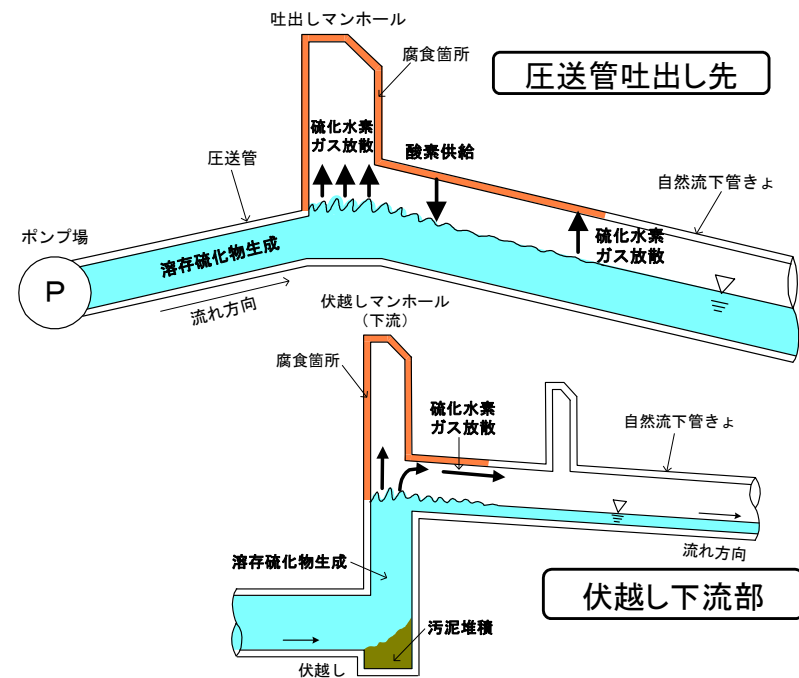 吐出しマンホール
腐食箇所
圧送管吐出し先
硫化水素
ガス放散
酸素供給
圧送管
自然流下管きょ
ポンプ場
溶存硫化物生成
硫化水素
ガス放散
P
流れ方向
伏越しマンホール
（下流）
腐食箇所
硫化水素
ガス放散
自然流下管きょ
流れ方向
溶存硫化物生成
伏越し下流部
汚泥堆積
伏越し